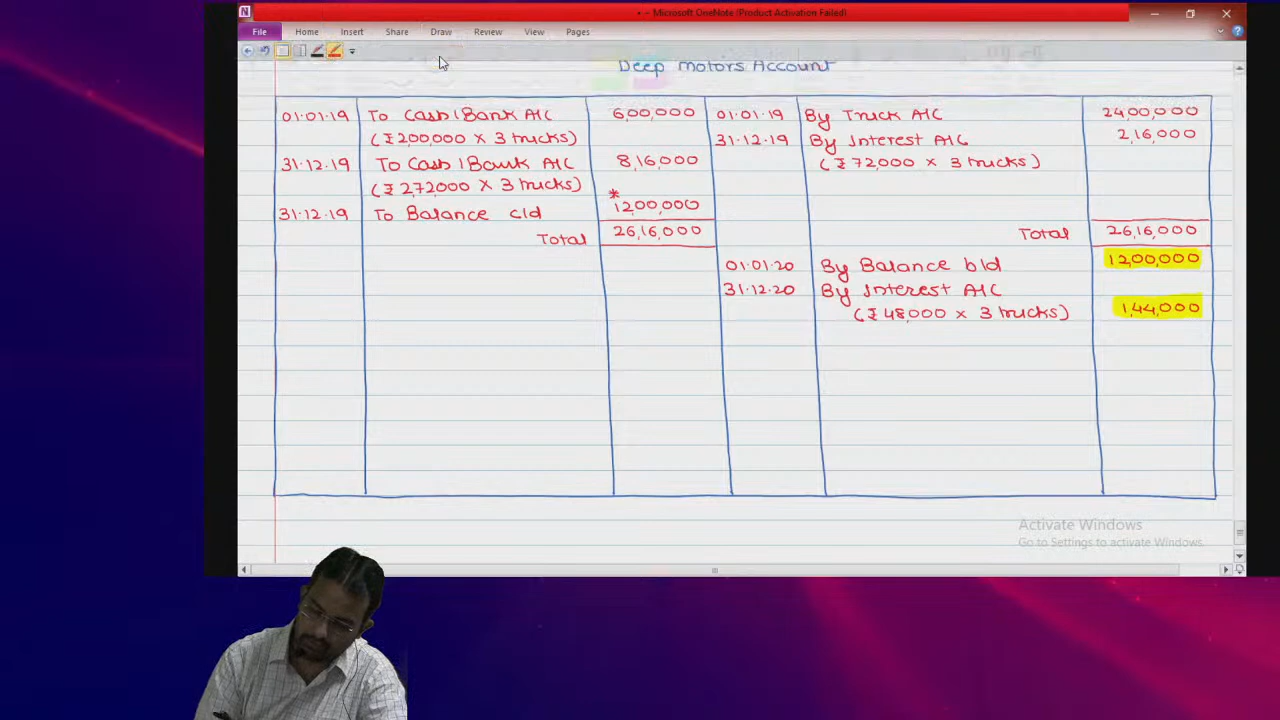 Microsoft OneNote (Product Activation Failed)
File Home Insert Share Draw Review View Pages
Deep Motors Account
01.01.19 To Cash/Bank A/C 6,00,000 01.01.19 By Truck A/C 24,00,000
(₹200,000 x 3 trucks) 31.12.19 By Interest A/C 2,16,000
31.12.19 To Cash/Bank A/C 8,16,000 (₹72,000 x 3 trucks)
(₹272,000 x 3 trucks)
31.12.19 To Balance c/d *1200,000
Total 26,16,000 Total 26,16,000
01.01.20 By Balance b/d 1200,000
31.12.20 By Interest A/C
(₹48,000 x 3 trucks) 1,44,000
Activate Windows
Go to Settings to activate Windows.